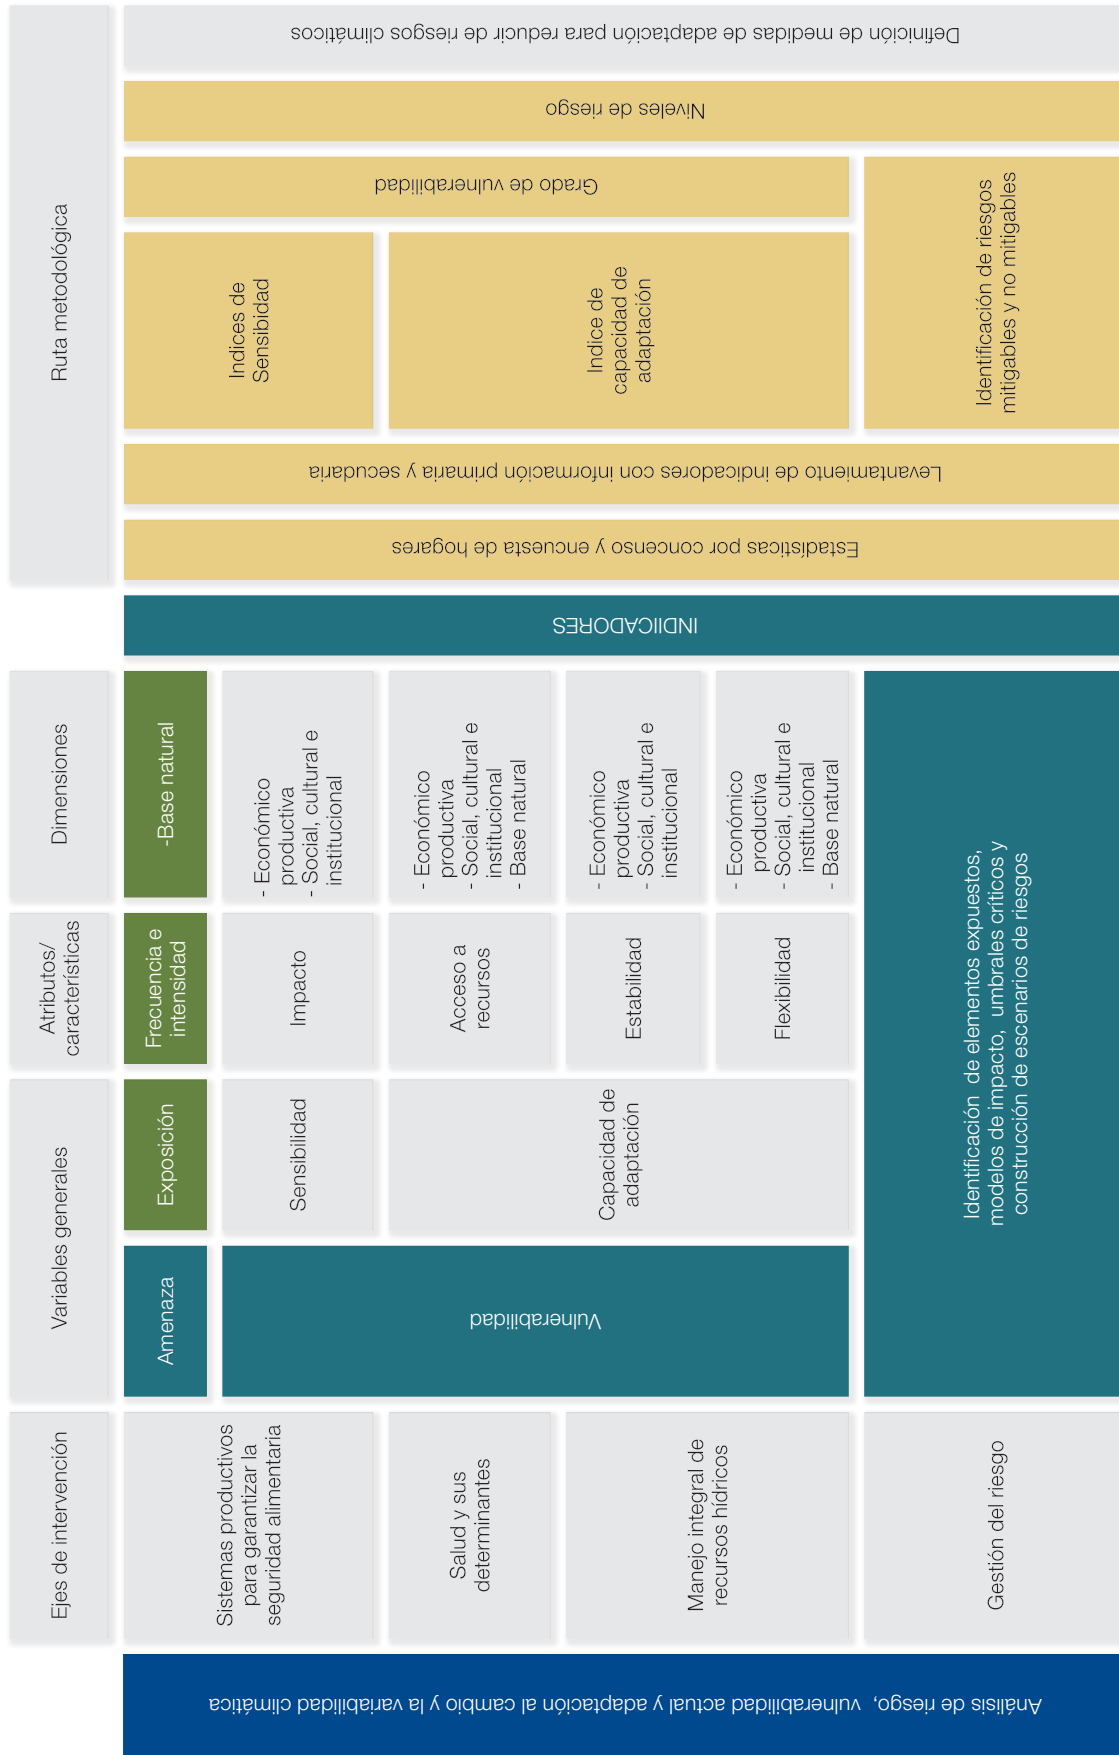 Análisis de riesgo, vulnerabilidad actual y adaptación al cambio y la variabilidad climática
Ejes de intervención
Sistemas productivos
para garantizar la
seguridad alimentaria
Salud y sus
determinantes
Manejo integral de
recursos hídricos
Gestión del riesgo
Variables generales
Amenaza
Exposición
Vulnerabilidad
Sensibilidad
Capacidad de
adaptación
Atributos/
características
Frecuencia e
intensidad
Impacto
Acceso a
recursos
Estabilidad
Flexibilidad
Dimensiones
-Base natural
- Económico
productiva
- Social, cultural e
institucional
- Económico
productiva
- Social, cultural e
institucional
- Base natural
- Económico
productiva
- Social, cultural e
institucional
- Económico
productiva
- Social, cultural e
institucional
- Base natural
Identificación de elementos expuestos,
modelos de impacto, umbrales críticos y
construcción de escenarios de riesgos
INDIICADORES
Ruta metodológica
Estadísticas por concenso y encuesta de hogares
Levantamiento de indicadores con información primaria y secudaria
Indices de
Sensibidad
Indice de
capacidad de
adaptación
Identificación de riesgos
mitigables y no mitigables
Grado de vulnerabilidad
Niveles de riesgo
Definición de medidas de adaptación para reducir de riesgos climáticos